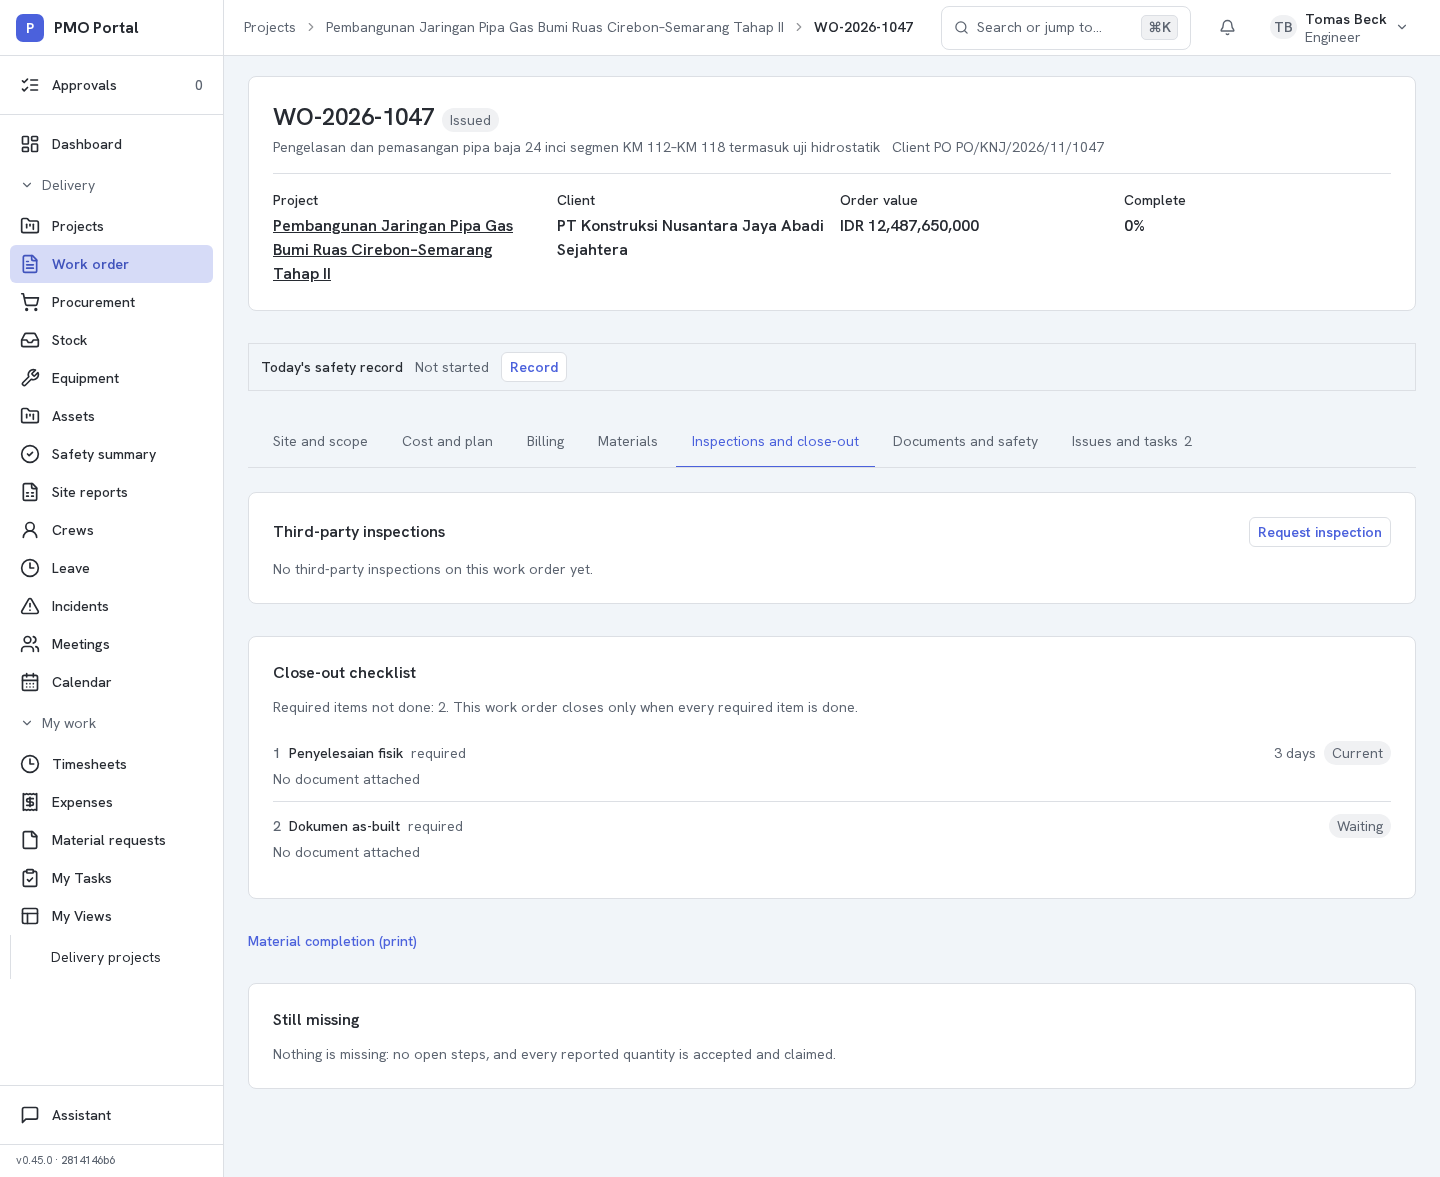 P PMO Portal
Projects > Pembangunan Jaringan Pipa Gas Bumi Ruas Cirebon–Semarang Tahap II > WO-2026-1047
Search or jump to... ⌘K
TB Tomas Beck
Engineer
Approvals 0
Dashboard
Delivery
Projects
Work order
Procurement
Stock
Equipment
Assets
Safety summary
Site reports
Crews
Leave
Incidents
Meetings
Calendar
My work
Timesheets
Expenses
Material requests
My Tasks
My Views
Delivery projects
Assistant
v0.45.0 · 2814146b6
WO-2026-1047 Issued
Pengelasan dan pemasangan pipa baja 24 inci segmen KM 112–KM 118 termasuk uji hidrostatik Client PO PO/KNJ/2026/11/1047
Project
Pembangunan Jaringan Pipa Gas
Bumi Ruas Cirebon–Semarang
Tahap II
Client
PT Konstruksi Nusantara Jaya Abadi
Sejahtera
Order value
IDR 12,487,650,000
Complete
0%
Today's safety record Not started Record
Site and scope Cost and plan Billing Materials Inspections and close-out Documents and safety Issues and tasks 2
Third-party inspections Request inspection
No third-party inspections on this work order yet.
Close-out checklist
Required items not done: 2. This work order closes only when every required item is done.
1 Penyelesaian fisik required 3 days Current
No document attached
2 Dokumen as-built required Waiting
No document attached
Material completion (print)
Still missing
Nothing is missing: no open steps, and every reported quantity is accepted and claimed.